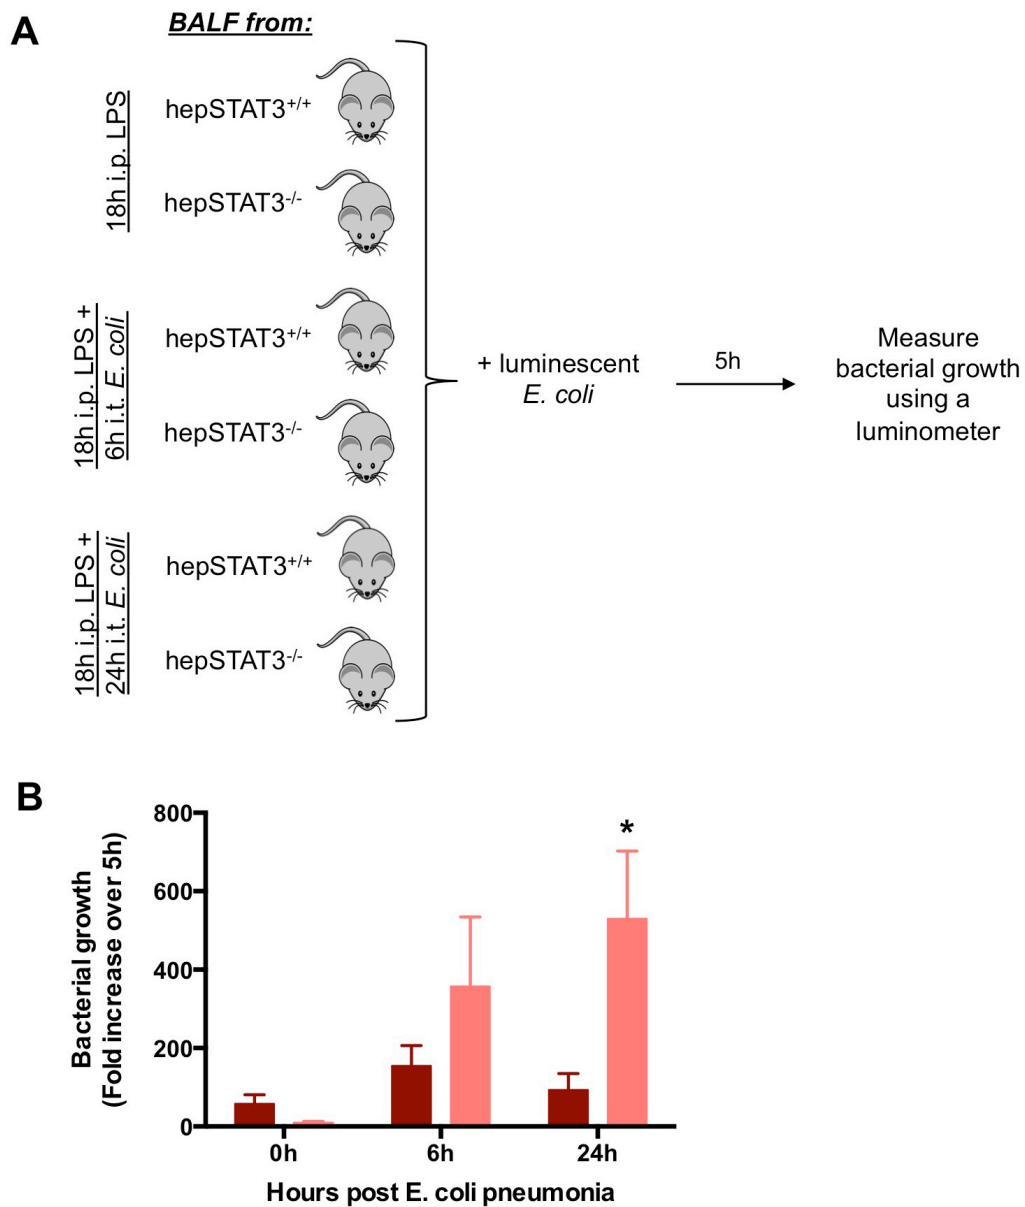 A
BALF from:
18h i.p. LPS
hepSTAT3+/+
hepSTAT3-/-
18h i.p. LPS +
6h i.t. E. coli
hepSTAT3+/+
hepSTAT3-/-
18h i.p. LPS +
24h i.t. E. coli
hepSTAT3+/+
hepSTAT3-/-
+ luminescent
E. coli
5h
Measure
bacterial growth
using a
luminometer
B
Bacterial growth
(Fold increase over 5h)
800
600
400
200
0
*
0h
6h
24h
Hours post E. coli pneumonia